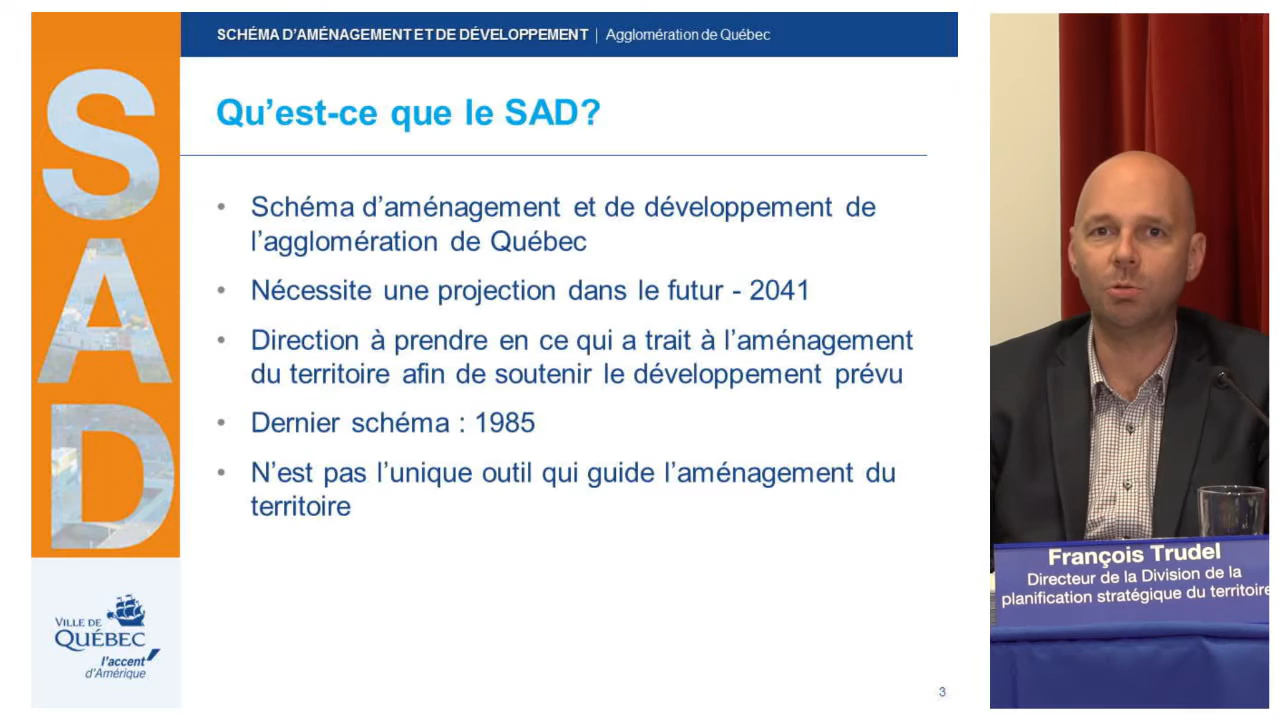 SCHÉMA D'AMÉNAGEMENT ET DE DÉVELOPPEMENT | Agglomération de Québec
SAD
Qu'est-ce que le SAD?
• Schéma d'aménagement et de développement de
l'agglomération de Québec
• Nécessite une projection dans le futur - 2041
• Direction à prendre en ce qui a trait à l'aménagement
du territoire afin de soutenir le développement prévu
• Dernier schéma : 1985
• N'est pas l'unique outil qui guide l'aménagement du
territoire
VILLE DE
QUÉBEC
l'accent
d'Amérique
3
François Trudel
Directeur de la Division de la
planification stratégique du territoire